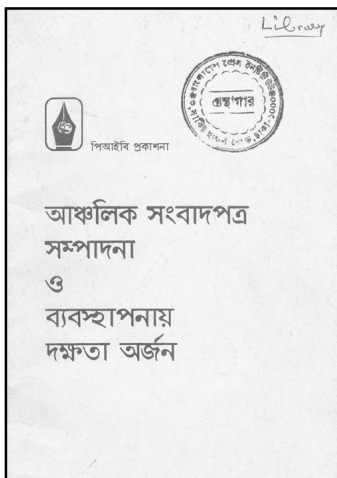 Library
গ্রন্থাগার
পিআইবি প্রকাশনা
আঞ্চলিক সংবাদপত্র
সম্পাদনা
ও
ব্যবস্হাপনায়
দক্ষতা অর্জন